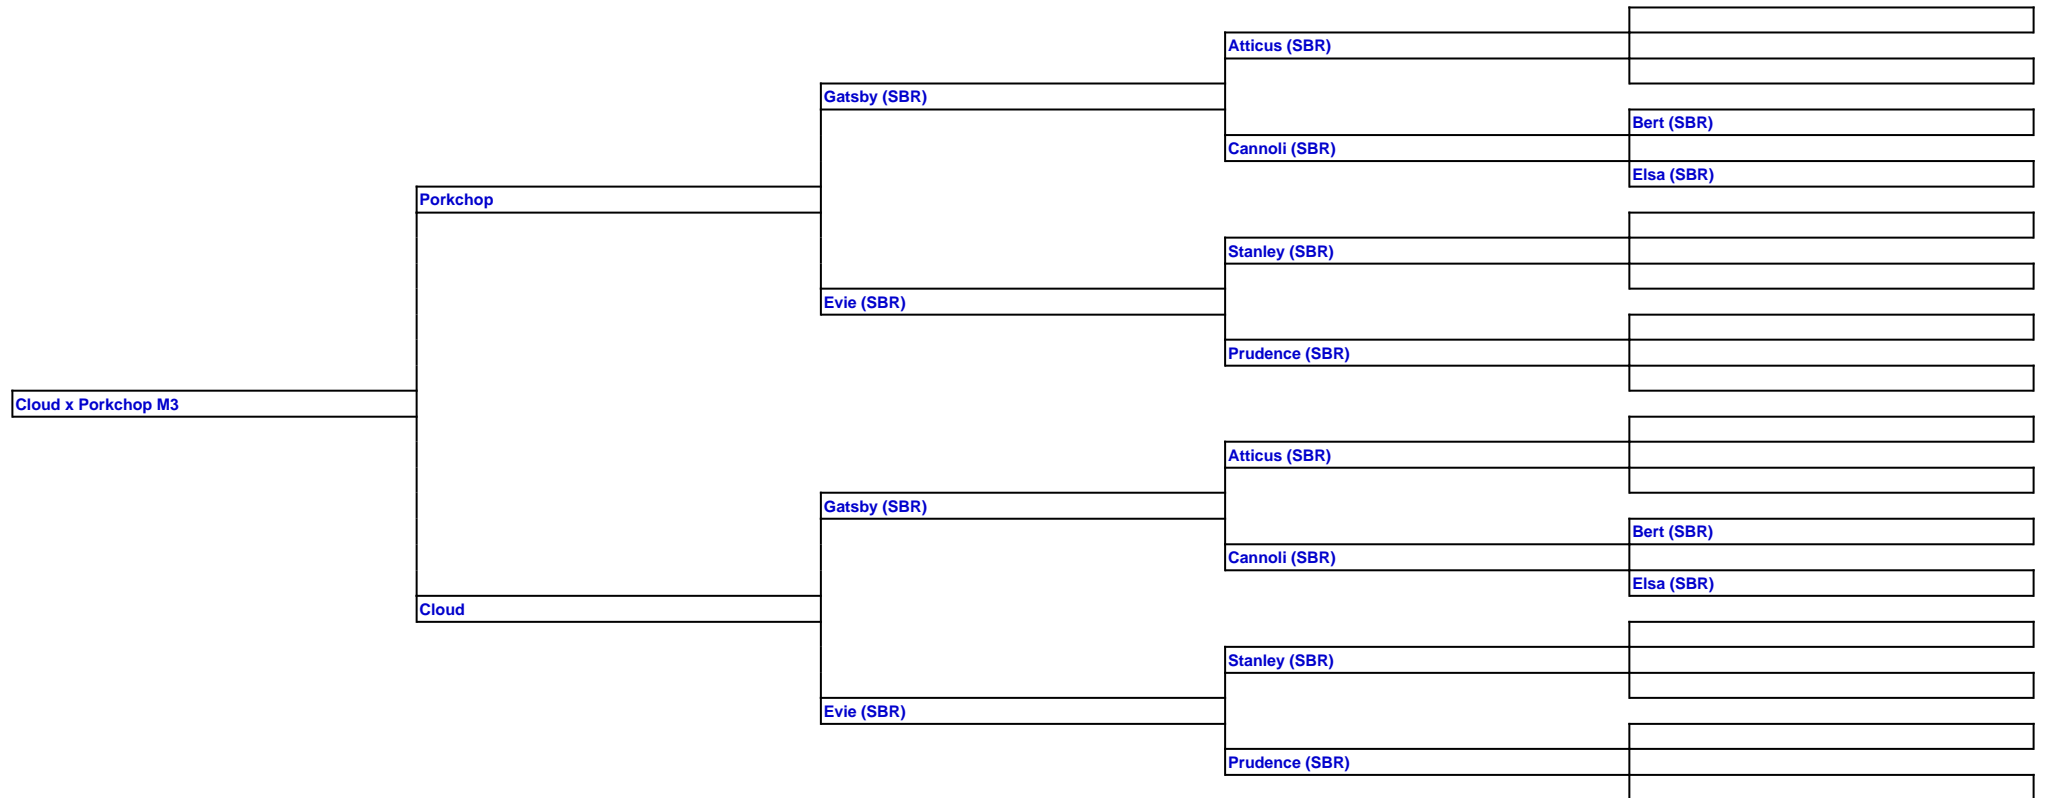 Atticus (SBR)
Gatsby (SBR)
Bert (SBR)
Cannoli (SBR)
Elsa (SBR)
Porkchop
Stanley (SBR)
Evie (SBR)
Prudence (SBR)
Cloud x Porkchop M3
Atticus (SBR)
Gatsby (SBR)
Bert (SBR)
Cannoli (SBR)
Elsa (SBR)
Cloud
Stanley (SBR)
Evie (SBR)
Prudence (SBR)